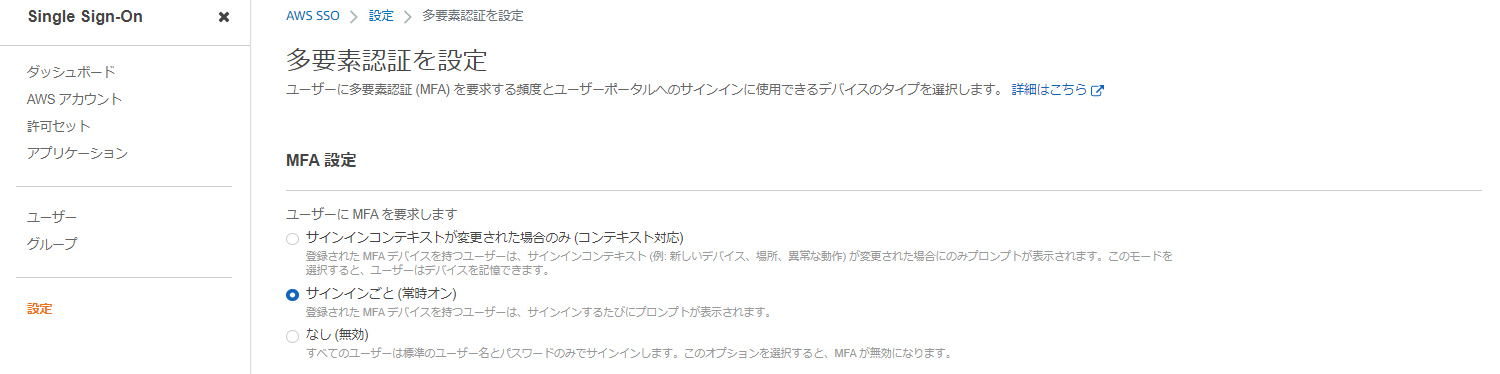 Single Sign-On
ダッシュボード
AWS アカウント
許可セット
アプリケーション
ユーザー
グループ
設定
AWS SSO 設定 多要素認証を設定
多要素認証を設定
ユーザーに多要素認証 (MFA) を要求する頻度とユーザーポータルへのサインインに使用できるデバイスのタイプを選択します。 詳細はこちら
MFA 設定
ユーザーに MFA を要求します
サインインコンテキストが変更された場合のみ (コンテキスト対応)
登録された MFA デバイスを持つユーザーは、サインインコンテキスト (例: 新しいデバイス、場所、異常な動作) が変更された場合にのみプロンプトが表示されます。このモードを
選択すると、ユーザーはデバイスを記憶できます。
サインインごと (常時オン)
登録された MFA デバイスを持つユーザーは、サインインするたびにプロンプトが表示されます。
なし (無効)
すべてのユーザーは標準のユーザー名とパスワードのみでサインインします。このオプションを選択すると、MFA が無効になります。